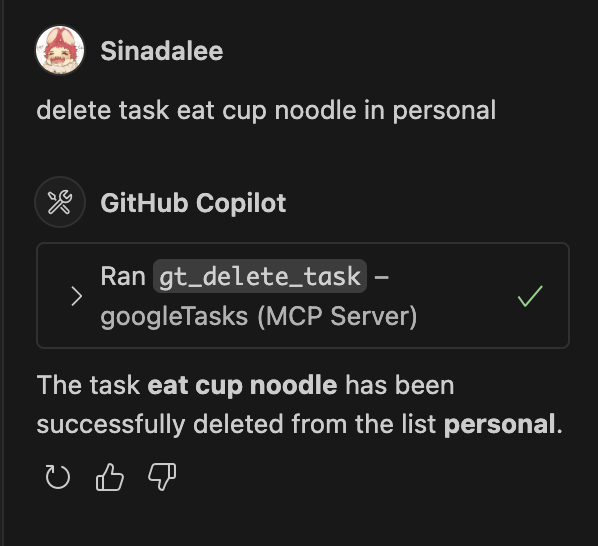 Sinadalee
delete task eat cup noodle in personal
GitHub Copilot
Ran gt_delete_task –
googleTasks (MCP Server)
The task eat cup noodle has been
successfully deleted from the list personal.